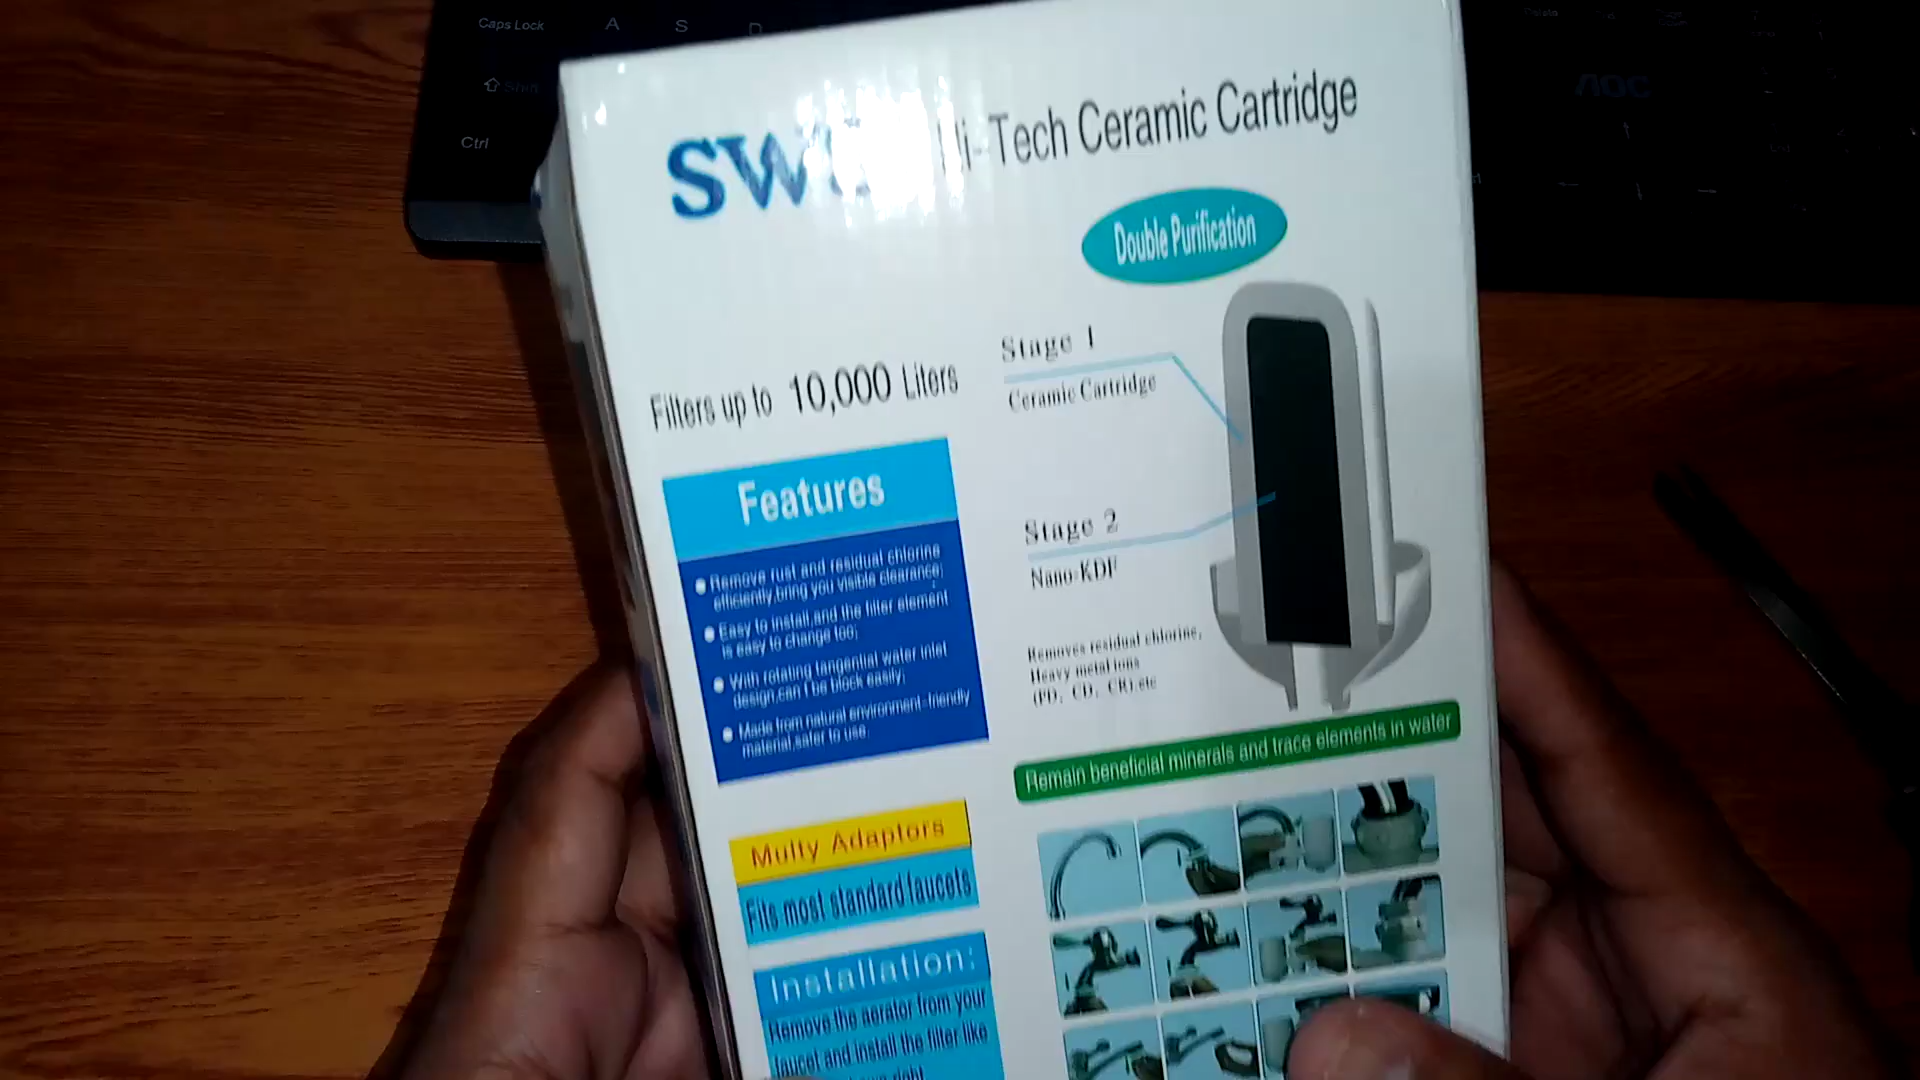 Caps Lock
A S D
Shift
Ctrl
AOC
Tech Ceramic Cartridge
Double Purification
Stage 1
Ceramic Cartridge
Filters up to 10,000 Liters
Features
Remove rust and residual chlorine
efficiently,bring you visible clearance;
Easy to install,and the filter element
is easy to change too;
With rotating tangential water inlet
design,can't be block easily;
Made from natural environment-friendly
material,safer to use.
Stage 2
Nano-KDF
Removes residual chlorine,
Heavy metal ions
(PD, CD, CR).etc
Remain beneficial minerals and trace elements in water
Multy Adaptors
Fits most standard faucets
Installation:
Remove the aerator from your
faucet and install the filter like